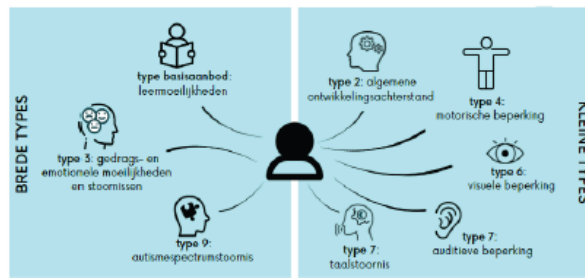 BREDE TYPES
type basisaanbod:
leermoeilijkheden
type 3: gedrags- en
emotionele moeilijkheden
en stoornissen
type 9:
autismespectrumstoornis
type 2: algemene
ontwikkelingsachterstand
type 4:
motorische beperking
type 6:
visuele beperking
type 7:
auditieve beperking
type 7:
taalstoornis
KLEINE TYPES